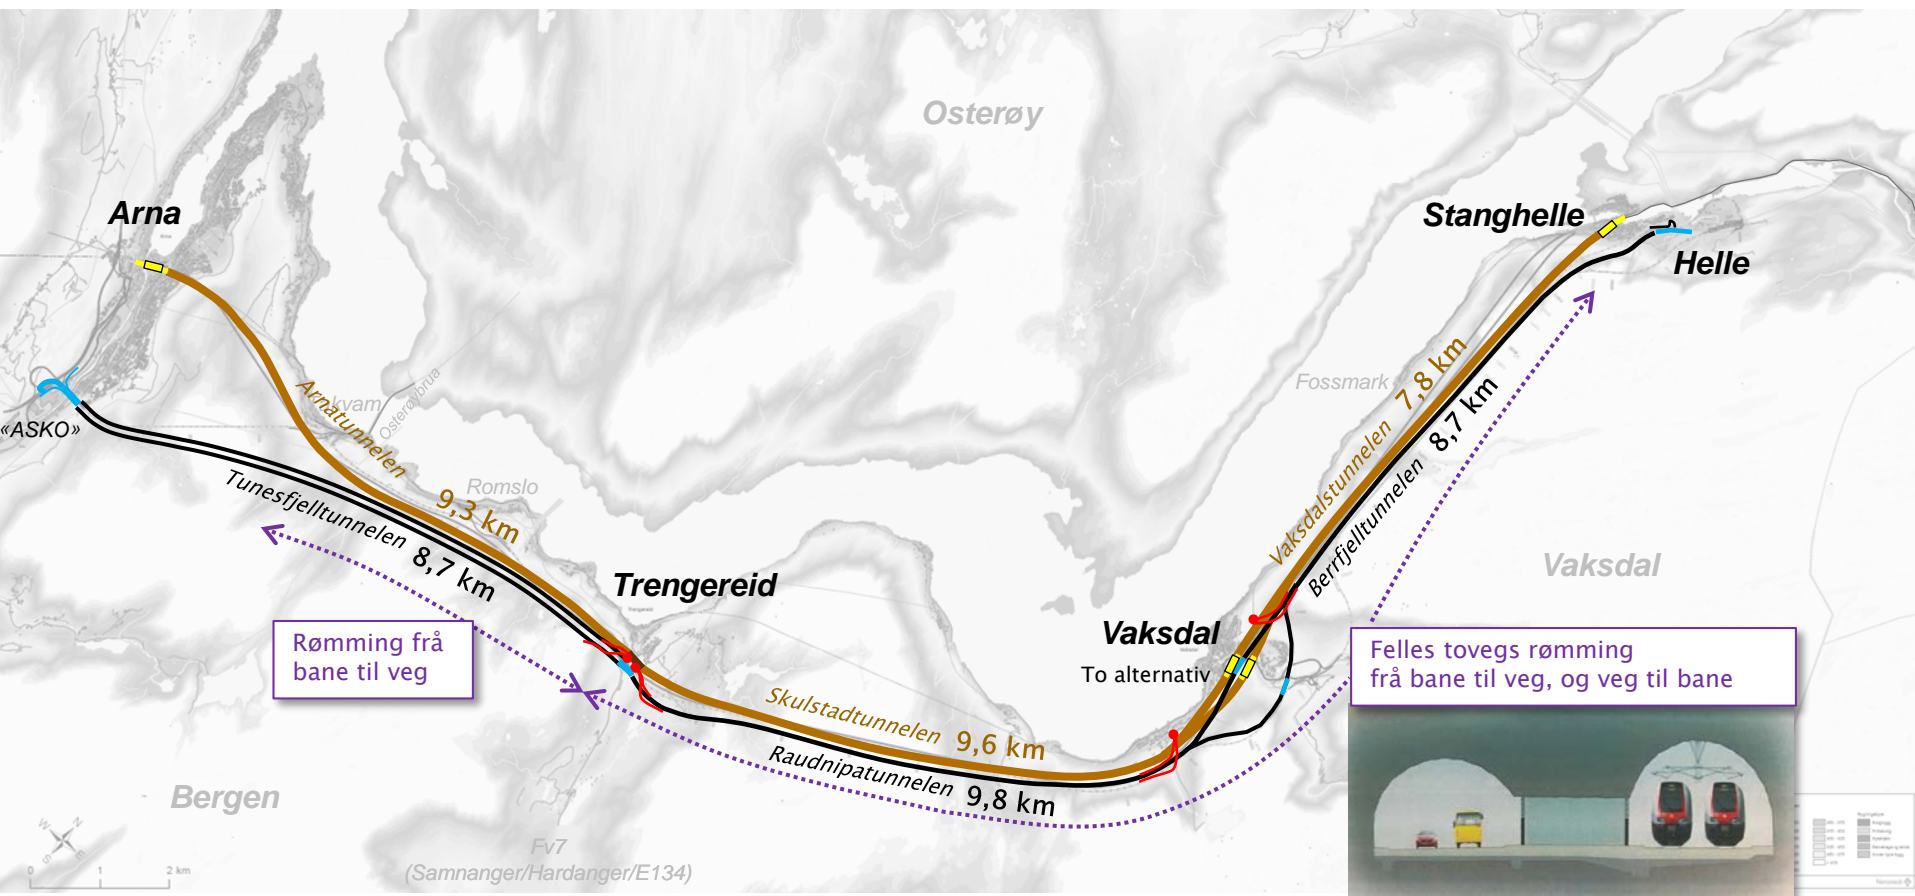 Osterøy
Arna
Stanghelle
Helle
«ASKO»
kvam
Osterøybrua
Arnatunnelen 9,3 km
Romslo
Tunesfjelltunnelen 8,7 km
Fossmark
Vaksdalstunnelen 7,8 km
Berrfjelltunnelen 8,7 km
Vaksdal
Trengereid
Trengereid
Rømming frå
bane til veg
Vaksdal
To alternativ
Felles tovegs rømming
frå bane til veg, og veg til bane
Skulstadtunnelen 9,6 km
Raudnipatunnelen 9,8 km
Bergen
Fv7
(Samnanger/Hardanger/E134)
N
W
S
E
0 1 2 km